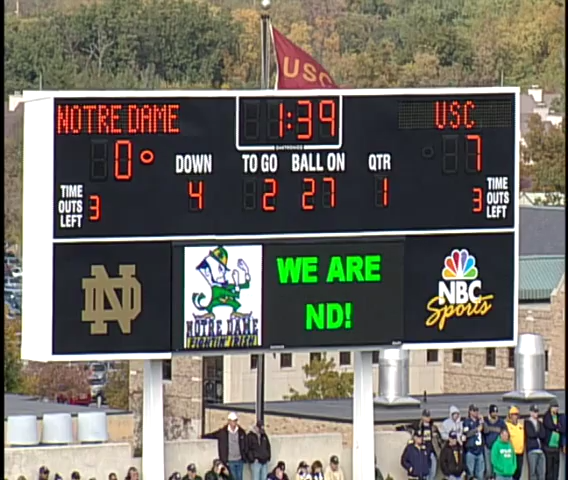 USC
NOTRE DAME 1:39 USC
0 DOWN TO GO BALL ON QTR 7
TIME OUTS LEFT 3 4 2 27 1 3 TIME OUTS LEFT
ND
NOTRE DAME
FIGHTIN' IRISH
WE ARE
ND!
NBC
Sports